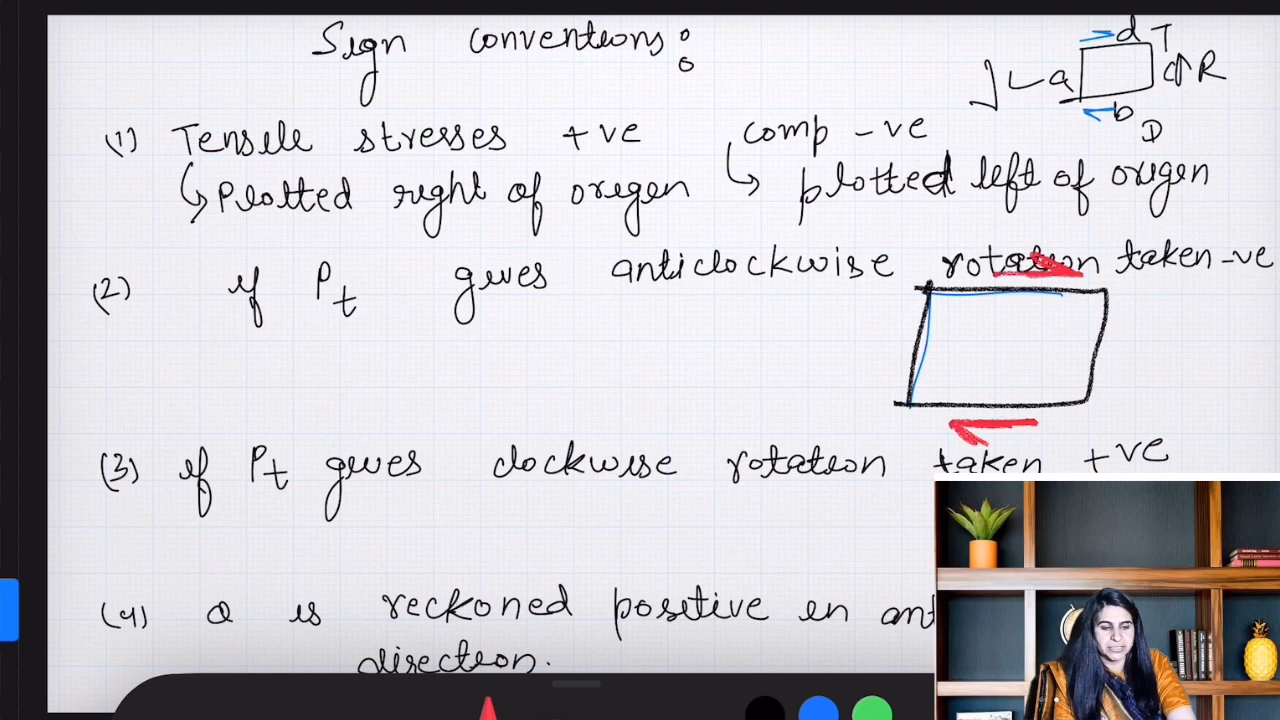 Sign conventions:
d T
L a R
b
D
(1) Tensile stresses +ve comp -ve
Plotted right of origen plotted left of origen
(2) if Pt gives anticlockwise rotation taken -ve
(3) if Pt gives clockwise rotation taken +ve
(4) is reckoned positive in
direction.